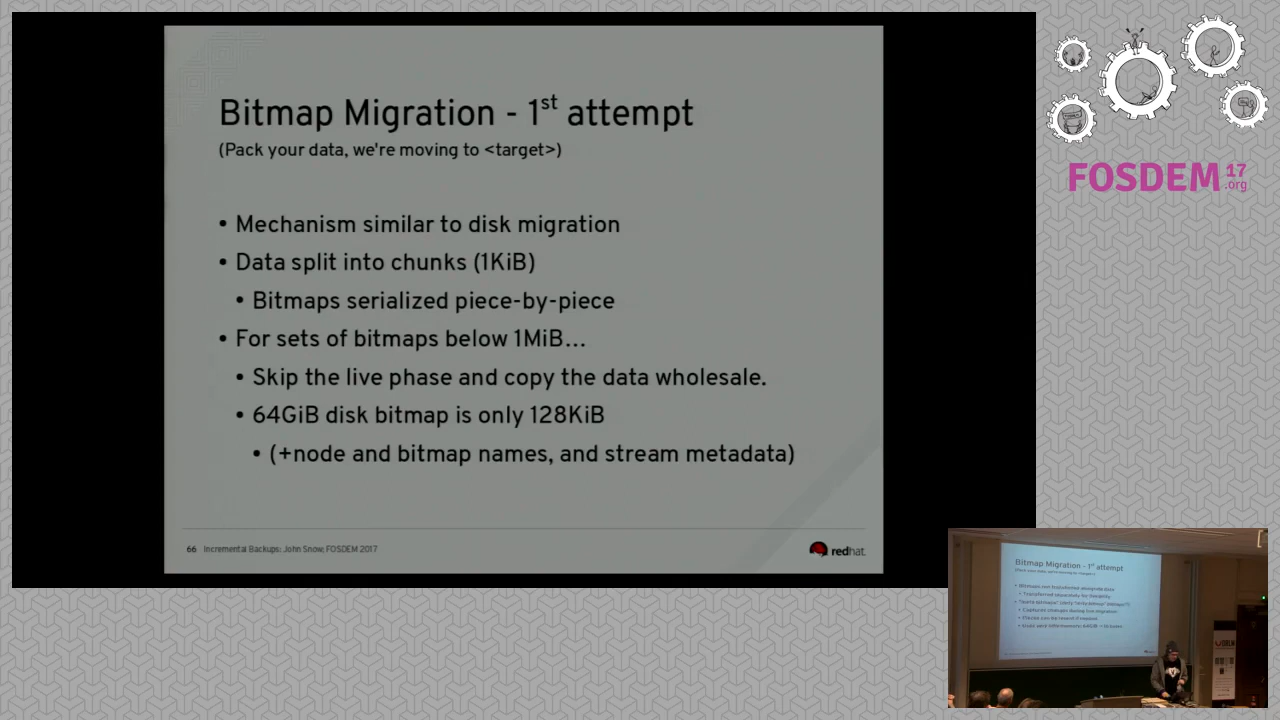 Bitmap Migration - 1st attempt
(Pack your data, we're moving to <target>)
• Mechanism similar to disk migration
• Data split into chunks (1KiB)
• Bitmaps serialized piece-by-piece
• For sets of bitmaps below 1MiB…
• Skip the live phase and copy the data wholesale.
• 64GiB disk bitmap is only 128KiB
• (+node and bitmap names, and stream metadata)
66 Incremental Backups: John Snow, FOSDEM 2017
redhat.
FOSDEM 17
.org
Bitmap Migration - 1st attempt